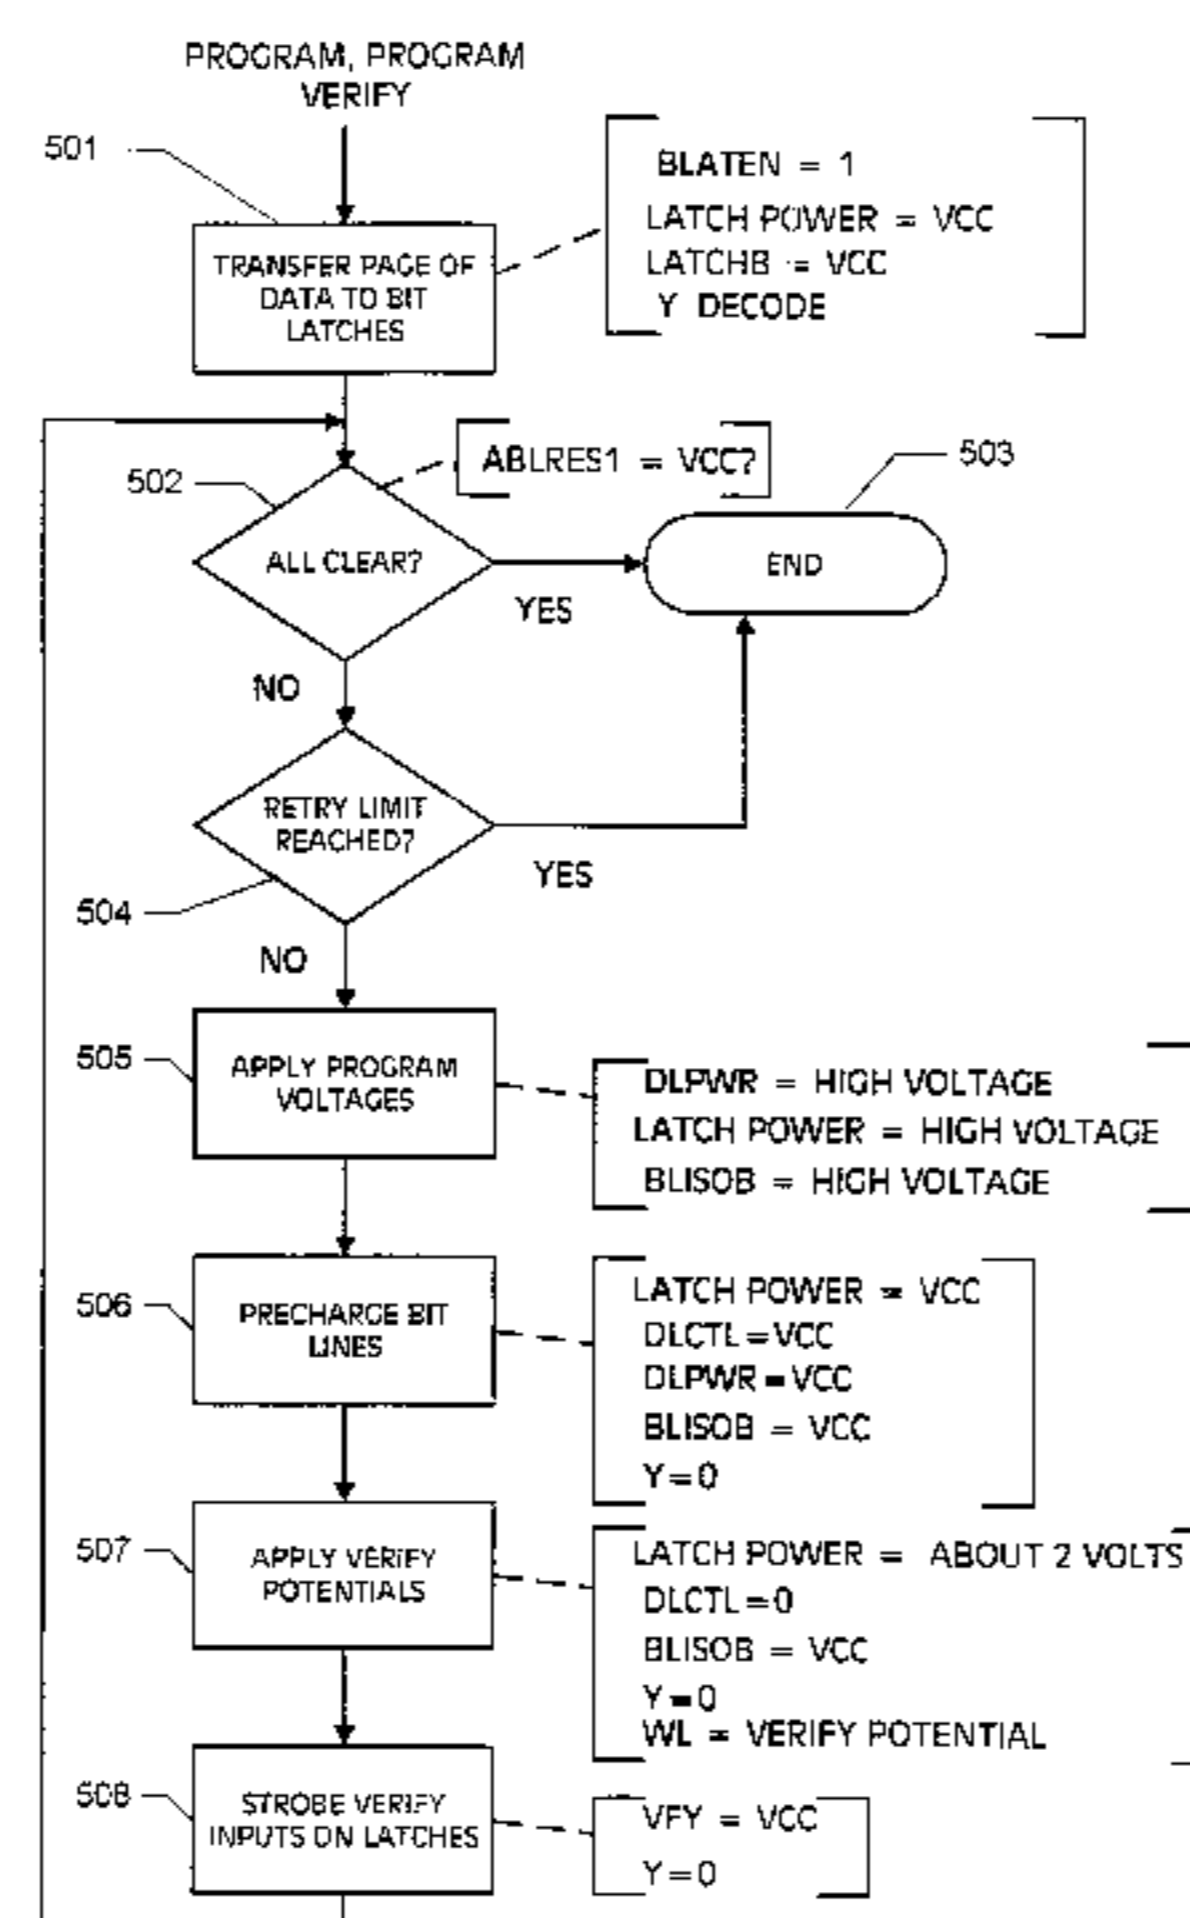 PROGRAM, PROGRAM
VERIFY
501
TRANSFER PAGE OF
DATA TO BIT
LATCHES
BLATEN = 1
LATCH POWER = VCC
LATCHB = VCC
Y DECODE
502
ALL CLEAR?
ABLRES1 = VCC?
503
END
YES
NO
RETRY LIMIT
REACHED?
YES
504
NO
505
APPLY PROGRAM
VOLTAGES
DLPWR = HIGH VOLTAGE
LATCH POWER = HIGH VOLTAGE
BLISOB = HIGH VOLTAGE
506
PRECHARGE BIT
LINES
LATCH POWER = VCC
DLCTL=VCC
DLPWR=VCC
BLISOB = VCC
Y=0
507
APPLY VERIFY
POTENTIALS
LATCH POWER = ABOUT 2 VOLTS
DLCTL=0
BLISOB = VCC
Y=0
WL = VERIFY POTENTIAL
508
STROBE VERIFY
INPUTS ON LATCHES
VFY = VCC
Y=0